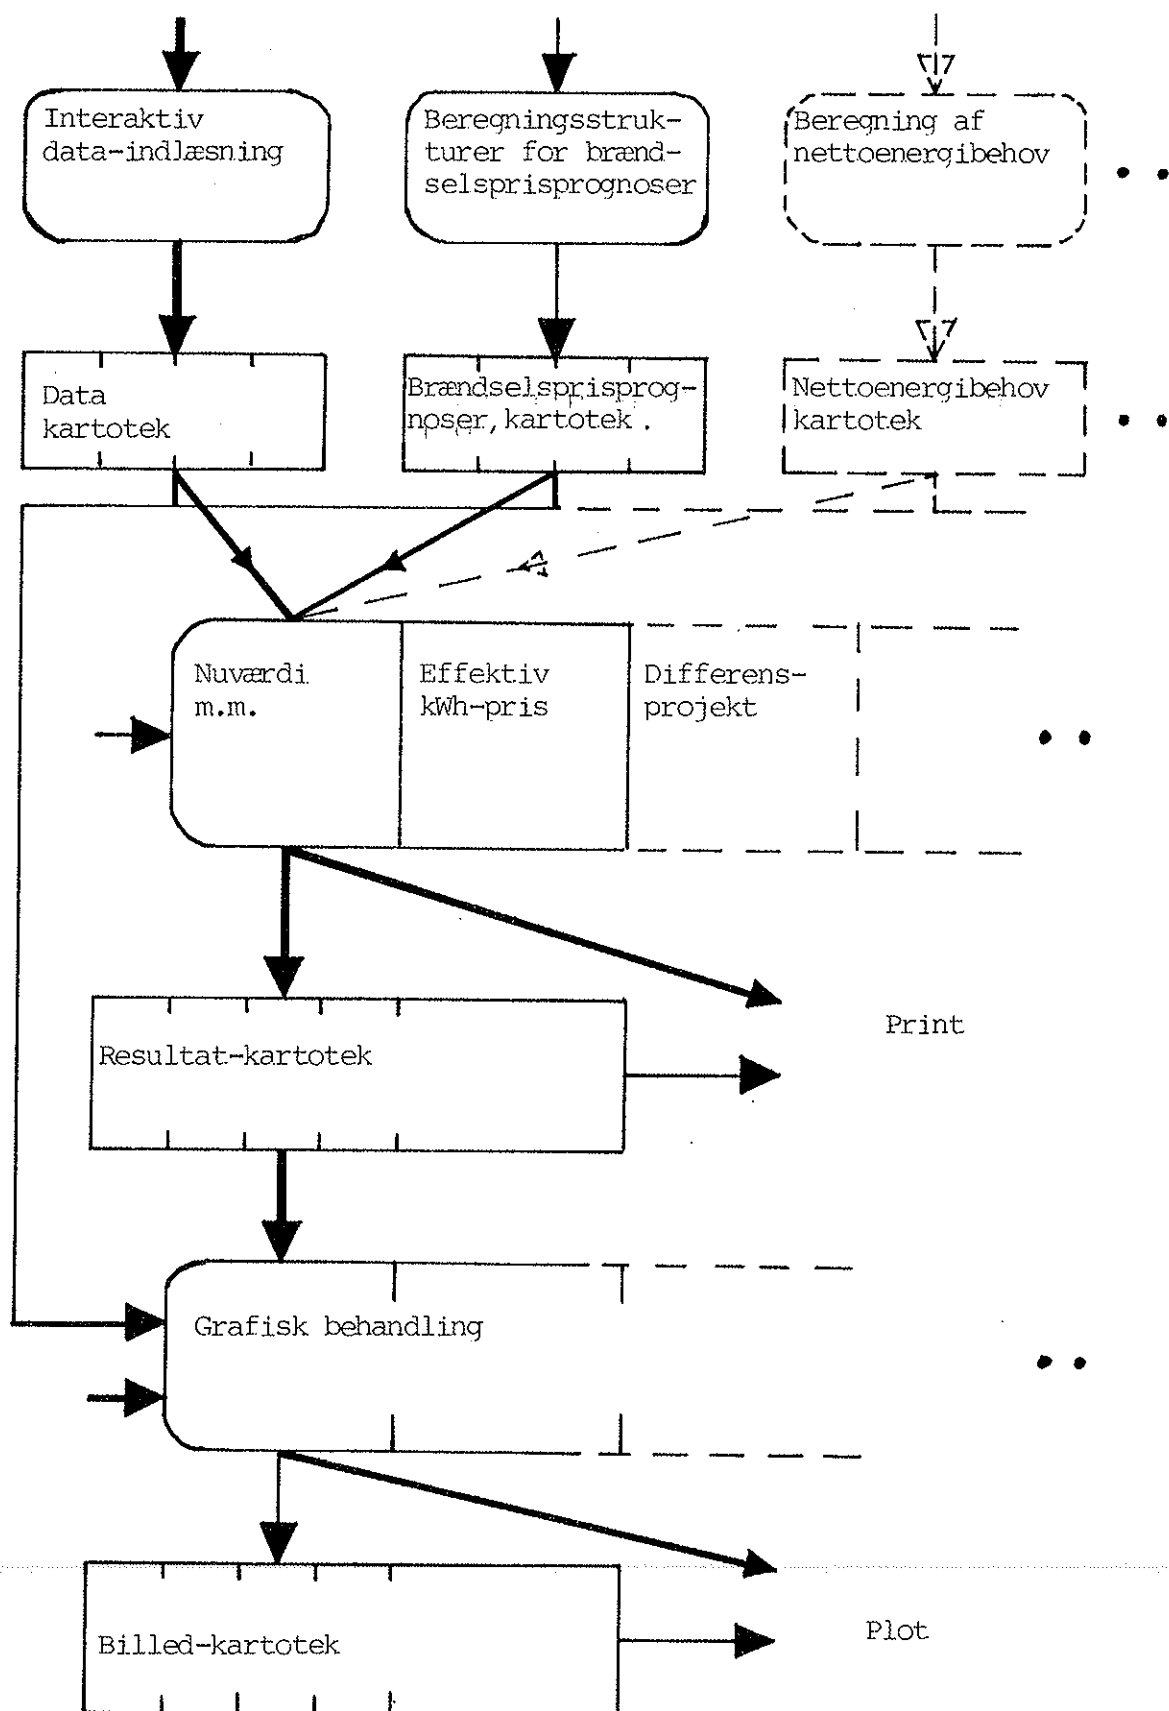 Interaktiv
data-indlæsning
Beregningsstruk-
turer for brænd-
selsprisprognoser
Beregning af
nettoenergibehov
Data
kartotek
Brændselsprisprog-
noser, kartotek.
Nettoenergibehov
kartotek
Nuværdi
m.m.
Effektiv
kWh-pris
Differens-
projekt
Print
Resultat-kartotek
Grafisk behandling
Plot
Billed-kartotek